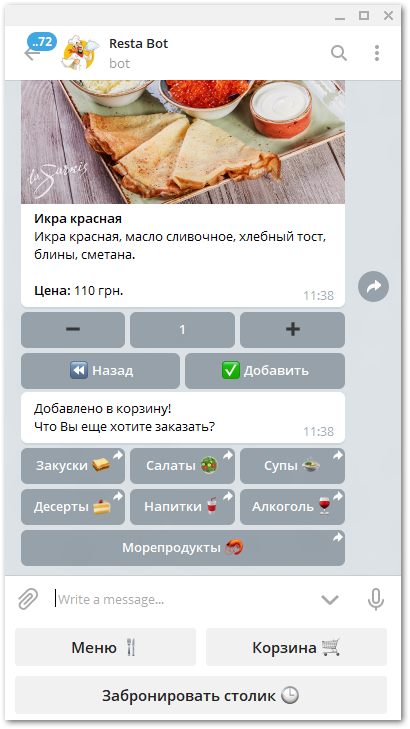 ..72
Resta Bot
bot
Икра красная
Икра красная, масло сливочное, хлебный тост,
блины, сметана.
Цена: 110 грн.
11:38
− 1 +
Назад Добавить
Добавлено в корзину!
Что Вы еще хотите заказать?
11:38
Закуски Салаты Супы
Десерты Напитки Алкоголь
Морепродукты
Write a message...
Меню Корзина
Забронировать столик